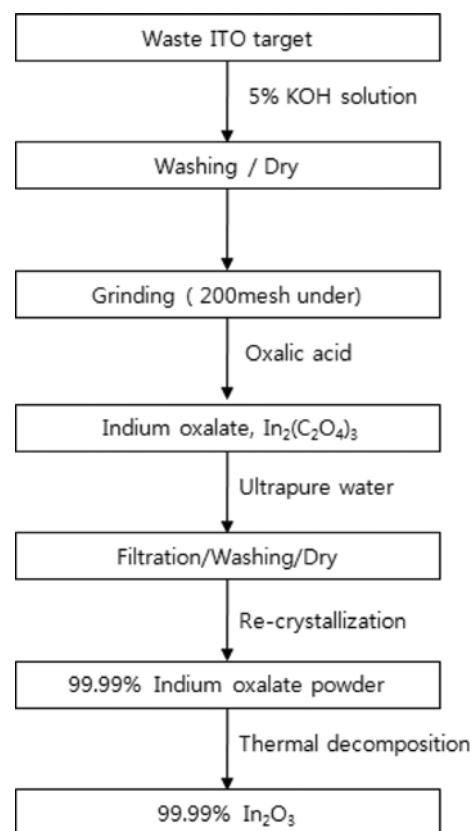 Waste ITO target
5% KOH solution
Washing / Dry
Grinding ( 200mesh under)
Oxalic acid
Indium oxalate, In₂(C₂O₄)₃
Ultrapure water
Filtration/Washing/Dry
Re-crystallization
99.99% Indium oxalate powder
Thermal decomposition
99.99% In₂O₃